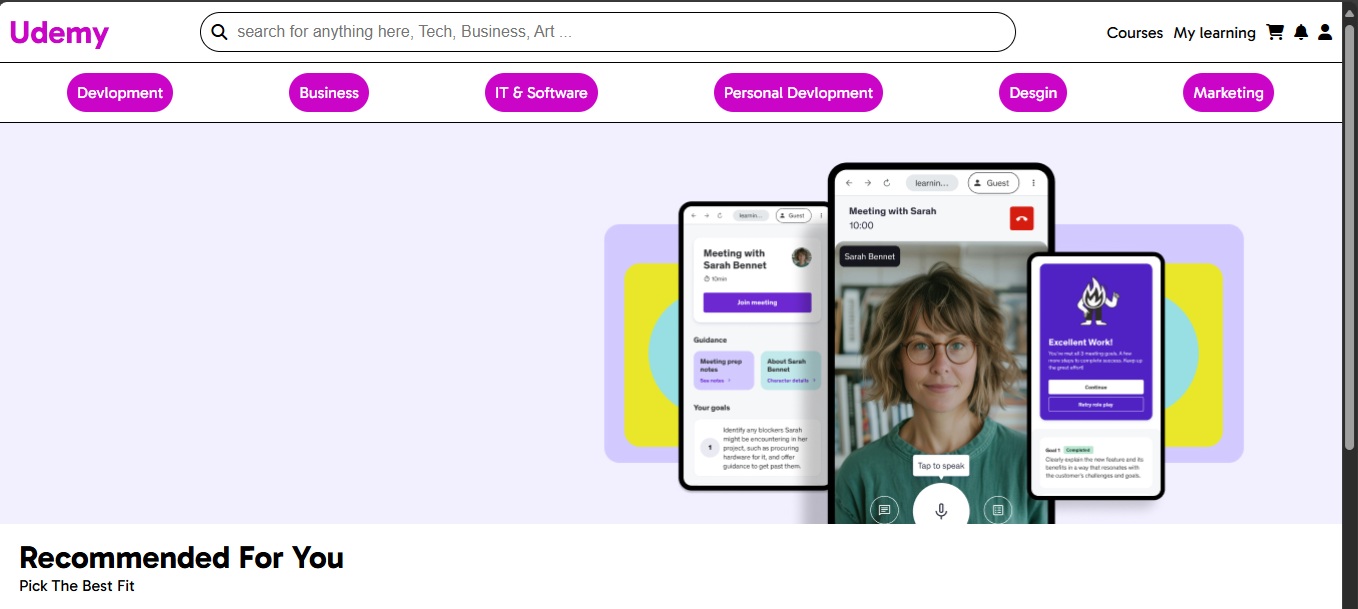 Udemy
search for anything here, Tech, Business, Art ...
Courses
My learning
Devlopment
Business
IT & Software
Personal Devlopment
Desgin
Marketing
learnin...
Guest
Meeting with
Sarah Bennet
10min
Join meeting
Guidance
Meeting prep
notes
See notes
About Sarah
Bennet
Character details
Your goals
1
Identify any blockers Sarah
might be encountering in her
project, such as procuring
hardware for it, and offer
guidance to get past them.
learnin...
Guest
Meeting with Sarah
10:00
Sarah Bennet
Tap to speak
Excellent Work!
You've met all 3 meeting goals. A few
more steps to complete success. Keep up
the great effort!
Continue
Retry role play
Goal 1 Completed
Clearly explain the new feature and its
benefits in a way that resonates with
the customer's challenges and goals.
Recommended For You
Pick The Best Fit